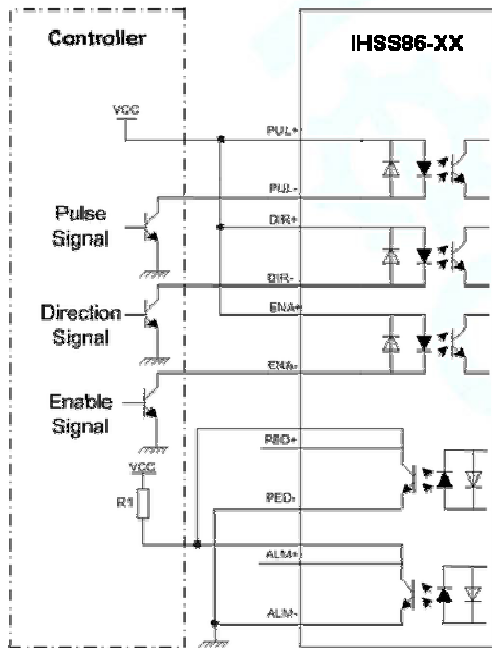 Controller
IHSS86-XX
VCC
PUL+
PUL-
Pulse
Signal
DIR+
DIR-
Direction
Signal
ENA+
ENA-
Enable
Signal
VCC
R1
PED+
PED-
ALM+
ALM-